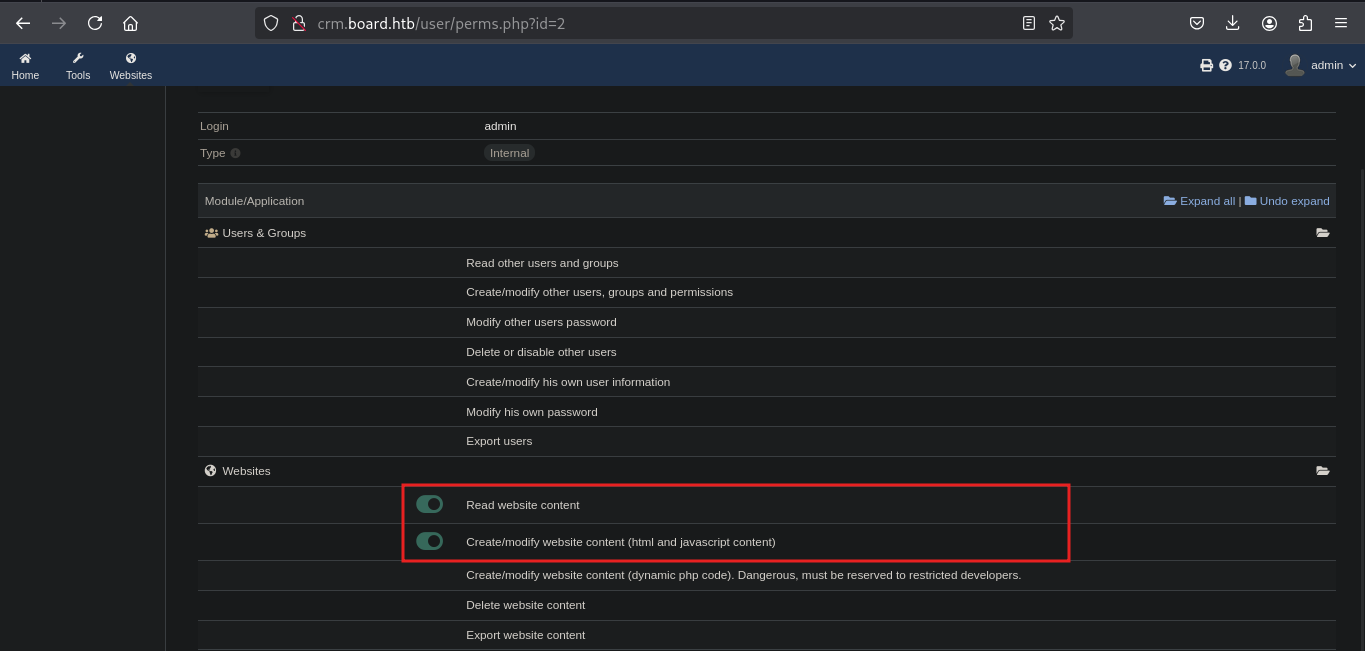 crm.board.htb/user/perms.php?id=2
Home Tools Websites 17.0.0 admin
Login admin
Type Internal
Module/Application Expand all | Undo expand
Users & Groups
Read other users and groups
Create/modify other users, groups and permissions
Modify other users password
Delete or disable other users
Create/modify his own user information
Modify his own password
Export users
Websites
Read website content
Create/modify website content (html and javascript content)
Create/modify website content (dynamic php code). Dangerous, must be reserved to restricted developers.
Delete website content
Export website content